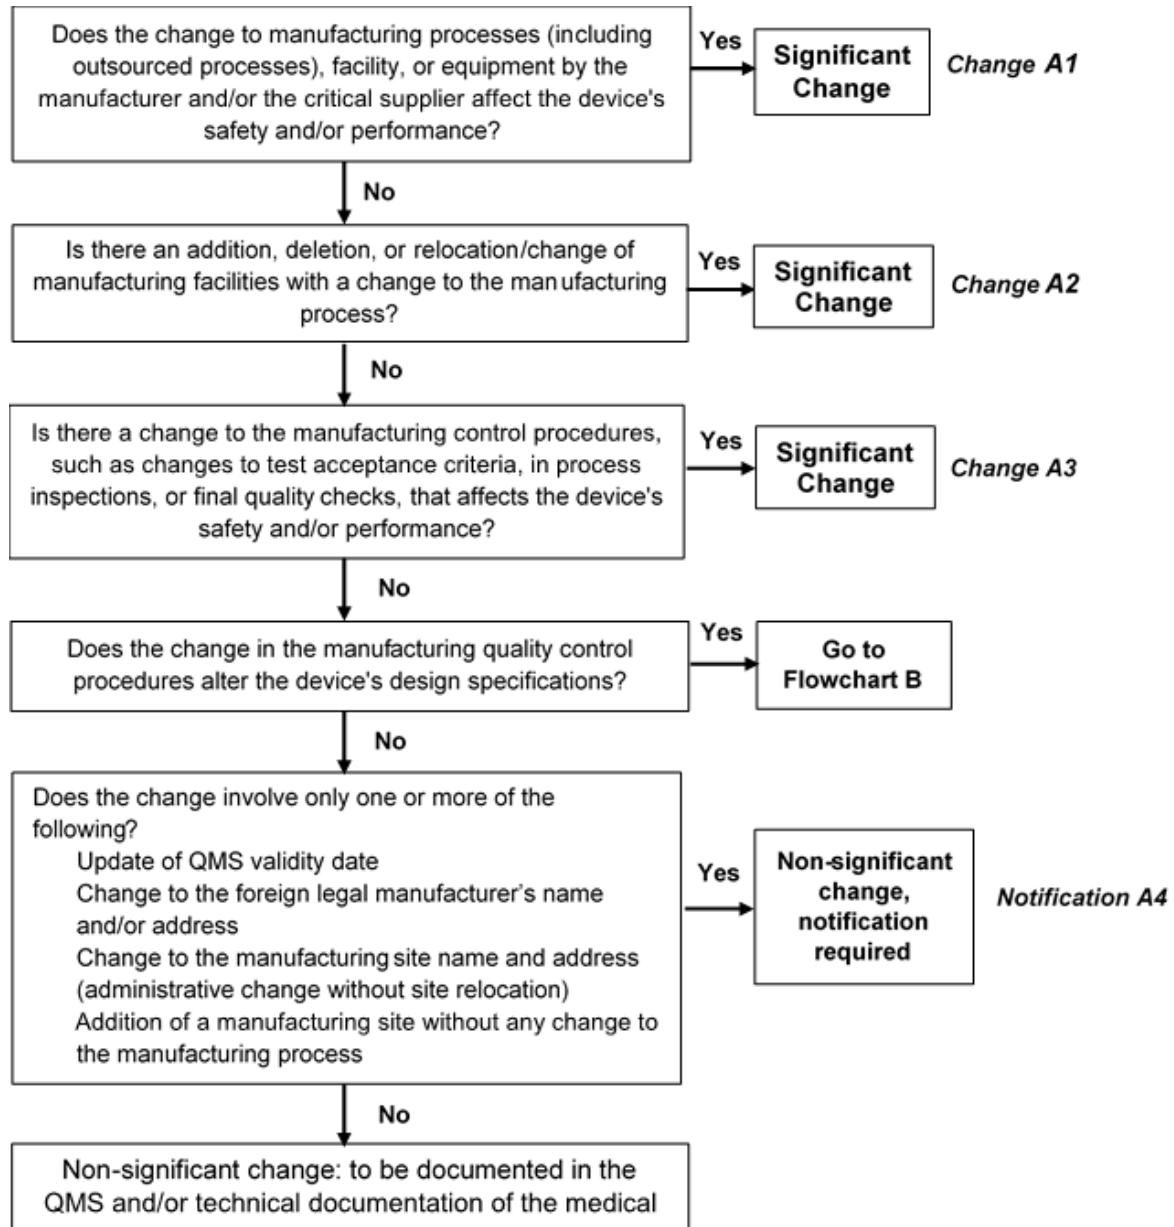 Does the change to manufacturing processes (including
outsourced processes), facility, or equipment by the
manufacturer and/or the critical supplier affect the device's
safety and/or performance?
Yes
Significant
Change
Change A1
No
Is there an addition, deletion, or relocation/change of
manufacturing facilities with a change to the manufacturing
process?
Yes
Significant
Change
Change A2
No
Is there a change to the manufacturing control procedures,
such as changes to test acceptance criteria, in process
inspections, or final quality checks, that affects the device's
safety and/or performance?
Yes
Significant
Change
Change A3
No
Does the change in the manufacturing quality control
procedures alter the device's design specifications?
Yes
Go to
Flowchart B
No
Does the change involve only one or more of the
following?
Update of QMS validity date
Change to the foreign legal manufacturer’s name
and/or address
Change to the manufacturing site name and address
(administrative change without site relocation)
Addition of a manufacturing site without any change to
the manufacturing process
Yes
Non-significant
change,
notification
required
Notification A4
No
Non-significant change: to be documented in the
QMS and/or technical documentation of the medical